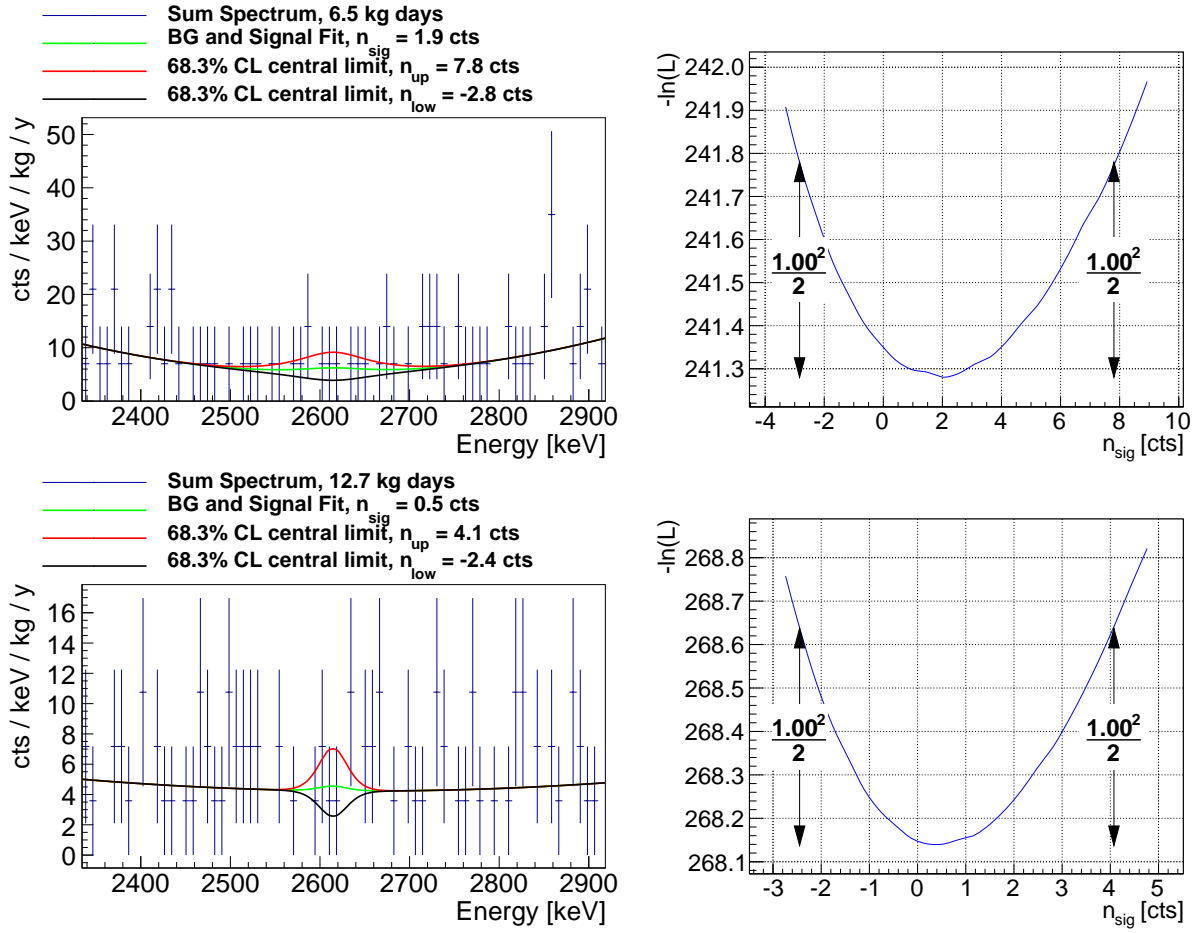 Sum Spectrum, 6.5 kg days
BG and Signal Fit, n_sig = 1.9 cts
68.3% CL central limit, n_up = 7.8 cts
68.3% CL central limit, n_low = -2.8 cts
cts / keV / kg / y
50
40
30
20
10
0
2400 2500 2600 2700 2800 2900
Energy [keV]
-ln(L)
242.0
241.9
241.8
241.7
241.6
241.5
241.4
241.3
1.00²
2
1.00²
2
-4 -2 0 2 4 6 8 10
n_sig [cts]
Sum Spectrum, 12.7 kg days
BG and Signal Fit, n_sig = 0.5 cts
68.3% CL central limit, n_up = 4.1 cts
68.3% CL central limit, n_low = -2.4 cts
cts / keV / kg / y
16
14
12
10
8
6
4
2
0
2400 2500 2600 2700 2800 2900
Energy [keV]
-ln(L)
268.8
268.7
268.6
268.5
268.4
268.3
268.2
268.1
1.00²
2
1.00²
2
-3 -2 -1 0 1 2 3 4 5
n_sig [cts]